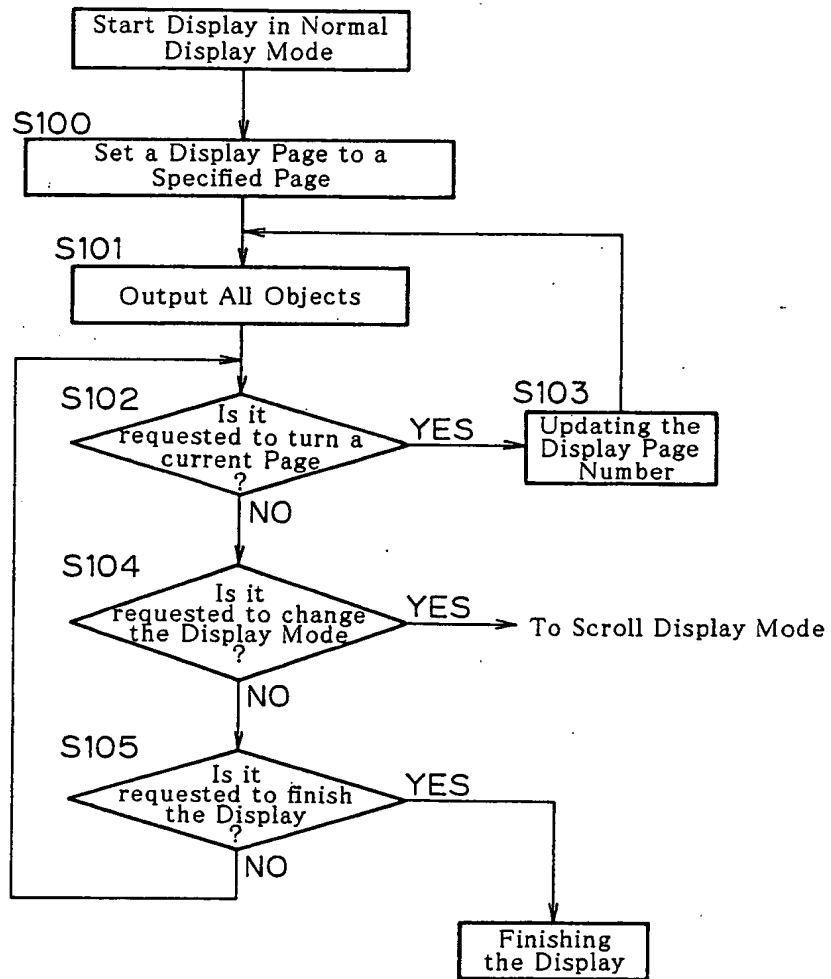 Start Display in Normal
Display Mode
S100
Set a Display Page to a
Specified Page
S101
Output All Objects
S102
Is it
requested to turn a
current Page
?
YES
S103
Updating the
Display Page
Number
NO
S104
Is it
requested to change
the Display Mode
?
YES
To Scroll Display Mode
NO
S105
Is it
requested to finish
the Display
?
YES
NO
Finishing
the Display